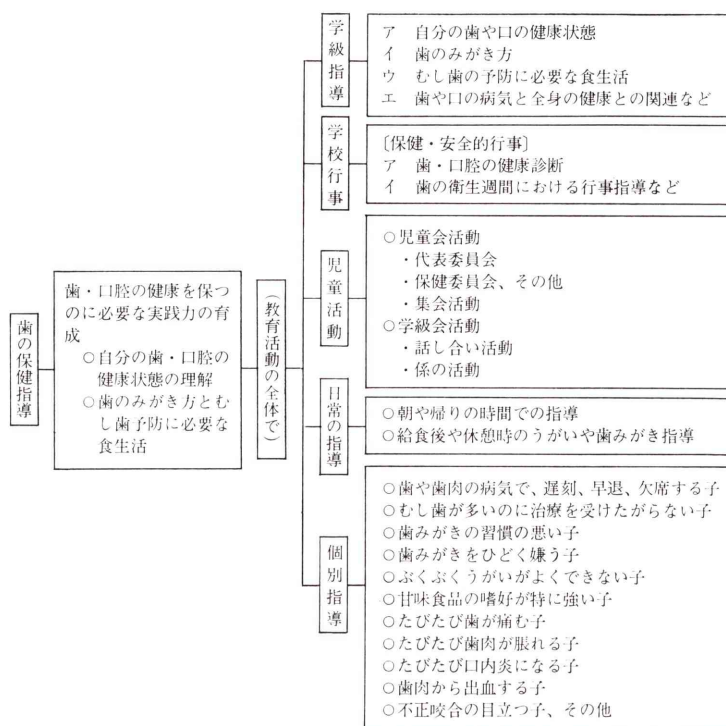 歯の保健指導
歯・口腔の健康を保つ
のに必要な実践力の育
成
○自分の歯・口腔の
健康状態の理解
○歯のみがき方とむ
し歯予防に必要な
食生活
(教育活動の全体で)
学級指導
ア 自分の歯や口の健康状態
イ 歯のみがき方
ウ むし歯の予防に必要な食生活
エ 歯や口の病気と全身の健康との関連など
学校行事
〔保健・安全的行事〕
ア 歯・口腔の健康診断
イ 歯の衛生週間における行事指導など
児童活動
○児童会活動
・代表委員会
・保健委員会、その他
・集会活動
○学級会活動
・話し合い活動
・係の活動
日常の指導
○朝や帰りの時間での指導
○給食後や休憩時のうがいや歯みがき指導
個別指導
○歯や歯肉の病気で、遅刻、早退、欠席する子
○むし歯が多いのに治療を受けたがらない子
○歯みがきの習慣の悪い子
○歯みがきをひどく嫌う子
○ぶくぶくうがいがよくできない子
○甘味食品の嗜好が特に強い子
○たびたび歯が痛む子
○たびたび歯肉が腫れる子
○たびたび口内炎になる子
○歯肉から出血する子
○不正咬合の目立つ子、その他